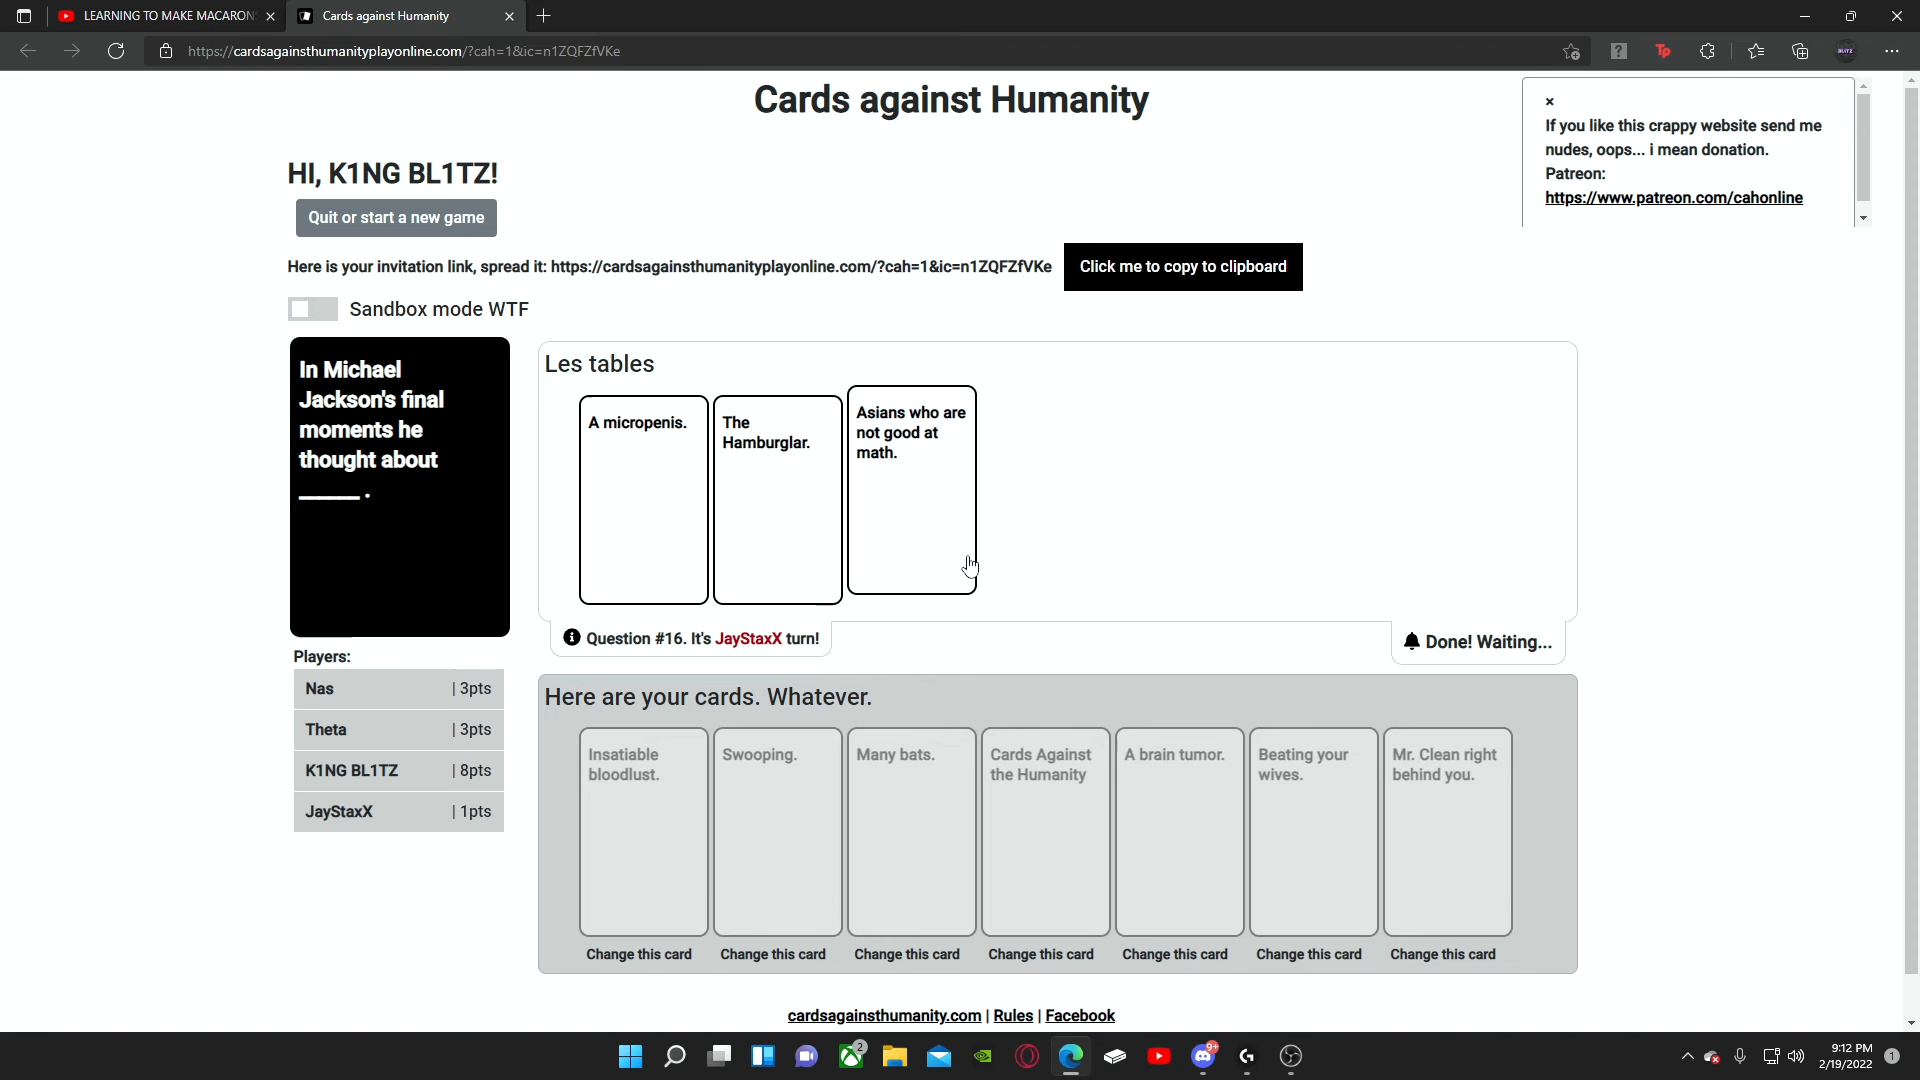 LEARNING TO MAKE MACARON
Cards against Humanity
https://cardsagainsthumanityplayonline.com/?cah=1&ic=n1ZQFZfVKe
Cards against Humanity
×
If you like this crappy website send me
nudes, oops... i mean donation.
Patreon:
https://www.patreon.com/cahonline
HI, K1NG BL1TZ!
Quit or start a new game
Here is your invitation link, spread it: https://cardsagainsthumanityplayonline.com/?cah=1&ic=n1ZQFZfVKe
Click me to copy to clipboard
Sandbox mode WTF
In Michael
Jackson's final
moments he
thought about
______ .
Les tables
A micropenis.
The
Hamburglar.
Asians who are
not good at
math.
Question #16. It's JayStaxX turn!
Done! Waiting...
Players:
Nas | 3pts
Theta | 3pts
K1NG BL1TZ | 8pts
JayStaxX | 1pts
Here are your cards. Whatever.
Insatiable
bloodlust.
Swooping.
Many bats.
Cards Against
the Humanity
A brain tumor.
Beating your
wives.
Mr. Clean right
behind you.
Change this card
Change this card
Change this card
Change this card
Change this card
Change this card
Change this card
cardsagainsthumanity.com | Rules | Facebook
2
9+
9:12 PM
2/19/2022
1